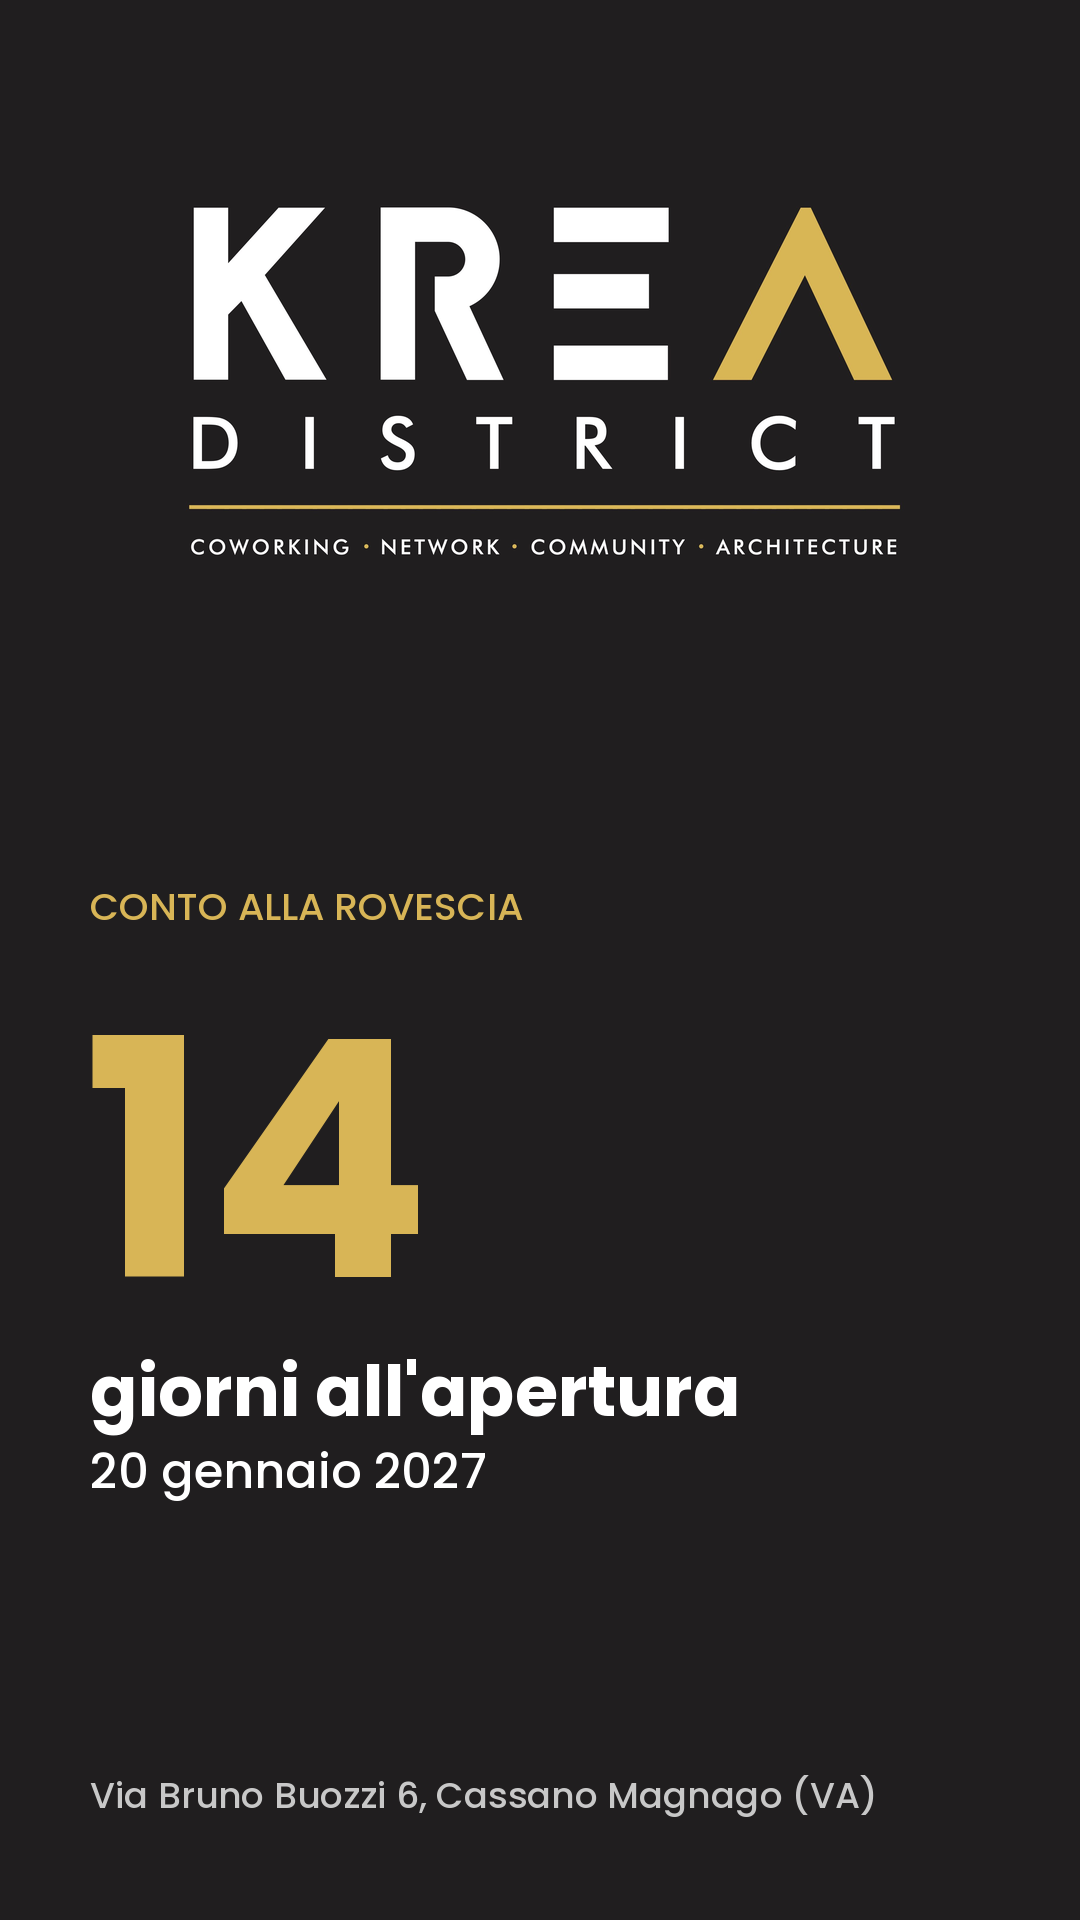 KREA
DISTRICT
COWORKING · NETWORK · COMMUNITY · ARCHITECTURE
CONTO ALLA ROVESCIA
14
giorni all'apertura
20 gennaio 2027
Via Bruno Buozzi 6, Cassano Magnago (VA)